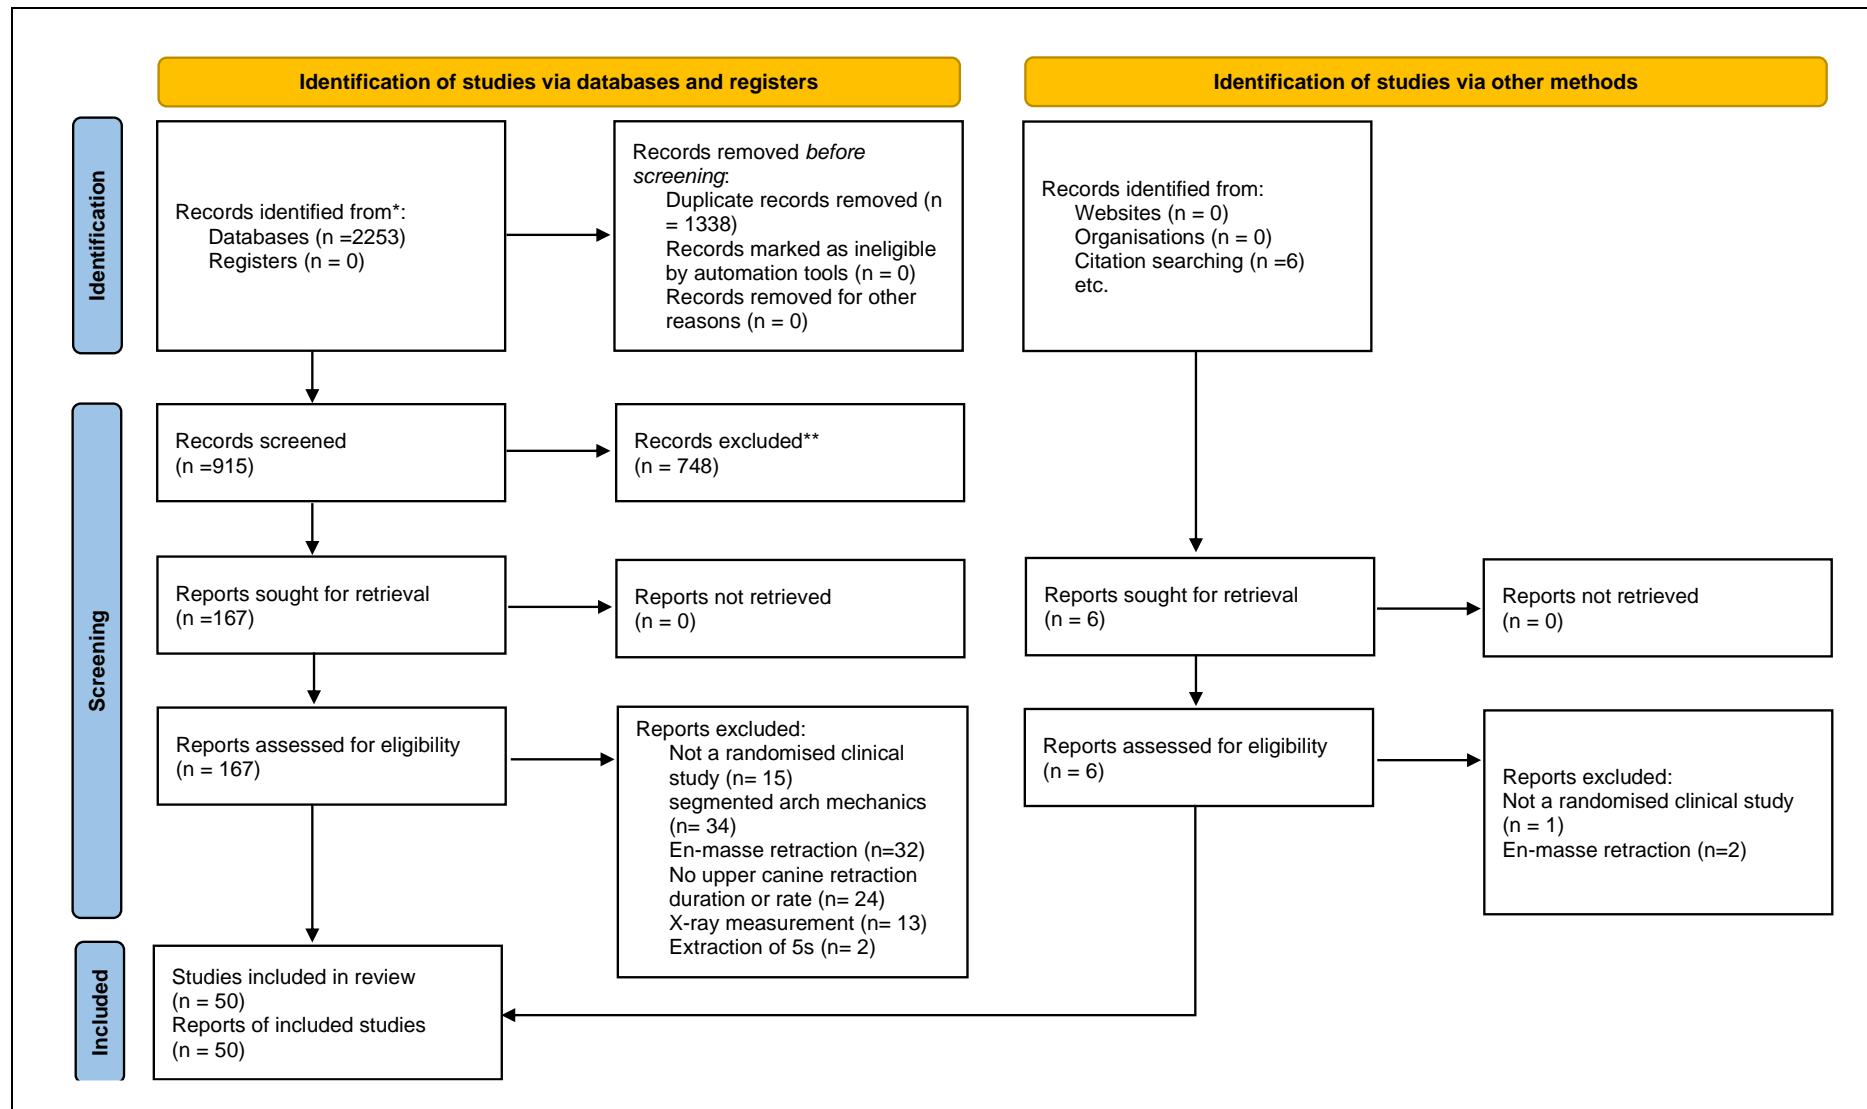 Identification of studies via databases and registers
Identification of studies via other methods
Identification
Records identified from*:
Databases (n =2253)
Registers (n = 0)
Records removed before
screening:
Duplicate records removed (n
= 1338)
Records marked as ineligible
by automation tools (n = 0)
Records removed for other
reasons (n = 0)
Records identified from:
Websites (n = 0)
Organisations (n = 0)
Citation searching (n =6)
etc.
Screening
Records screened
(n =915)
Records excluded**
(n = 748)
Reports sought for retrieval
(n =167)
Reports not retrieved
(n = 0)
Reports sought for retrieval
(n = 6)
Reports not retrieved
(n = 0)
Reports assessed for eligibility
(n = 167)
Reports excluded:
Not a randomised clinical
study (n= 15)
segmented arch mechanics
(n= 34)
En-masse retraction (n=32)
No upper canine retraction
duration or rate (n= 24)
X-ray measurement (n= 13)
Extraction of 5s (n= 2)
Reports assessed for eligibility
(n = 6)
Reports excluded:
Not a randomised clinical study
(n = 1)
En-masse retraction (n=2)
Included
Studies included in review
(n = 50)
Reports of included studies
(n = 50)